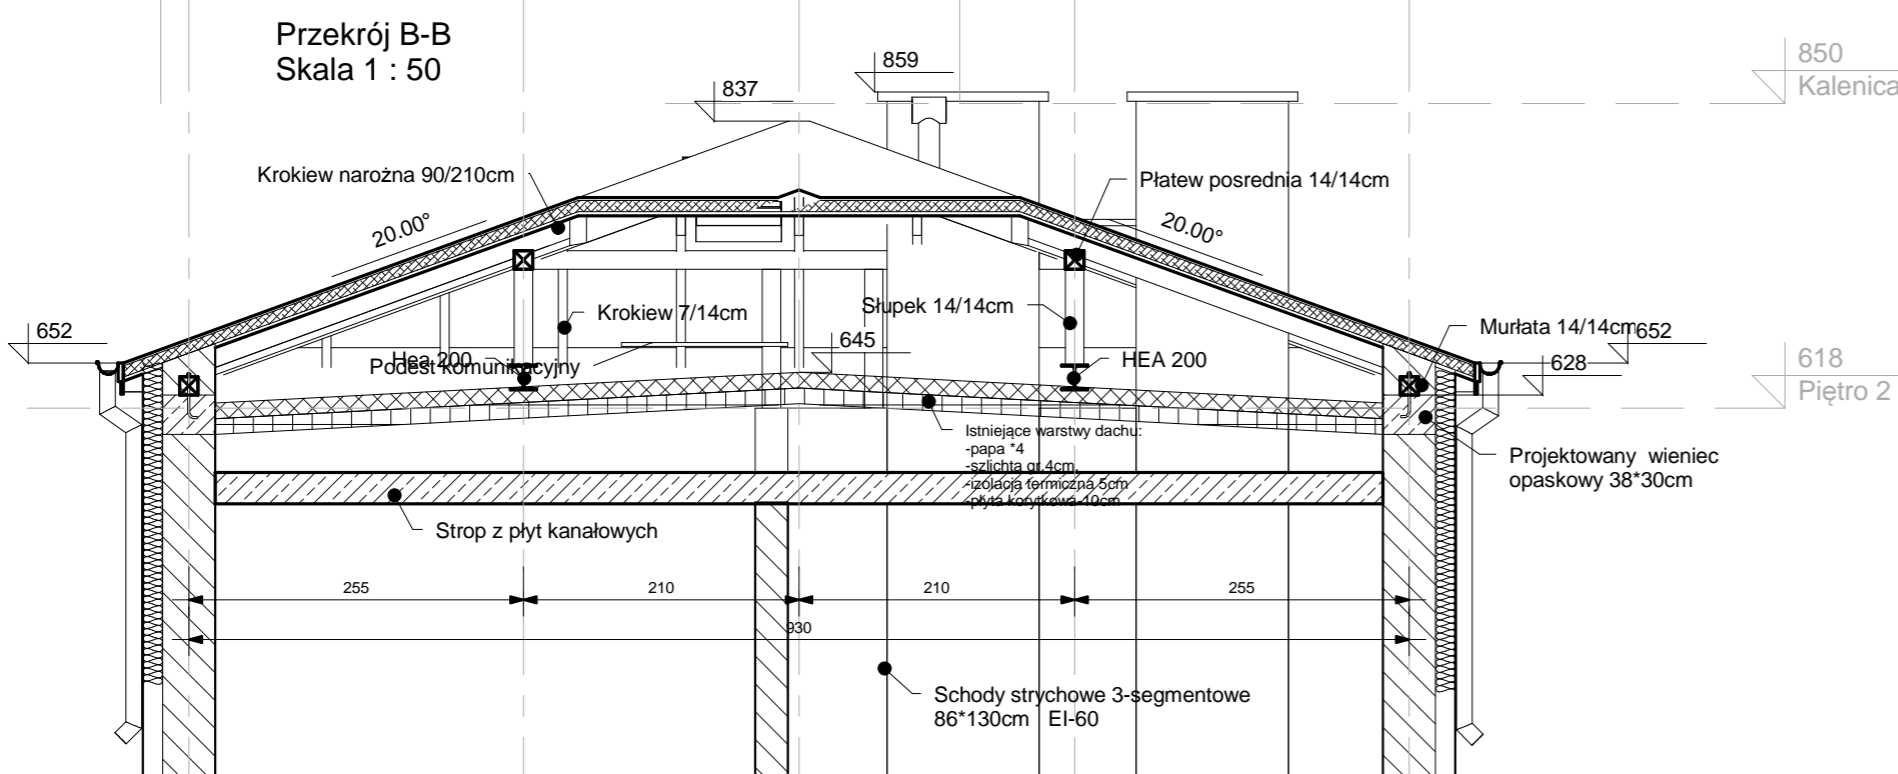 Przekrój B-B
Skala 1 : 50
850
Kalenica
859
837
Krokiew narożna 90/210cm
Płatew posrednia 14/14cm
20.00°
20.00°
Krokiew 7/14cm
Słupek 14/14cm
Murłata 14/14cm
652
652
645
628
618
Piętro 2
Hea 200
Podest komunikacyjny
HEA 200
Istniejące warstwy dachu:
-papa *4
-szlichta gr.4cm,
-izolacja termiczna 5cm
-płyta korytkowa-10cm
Projektowany wieniec
opaskowy 38*30cm
Strop z płyt kanałowych
255
210
210
255
930
Schody strychowe 3-segmentowe
86*130cm EI-60